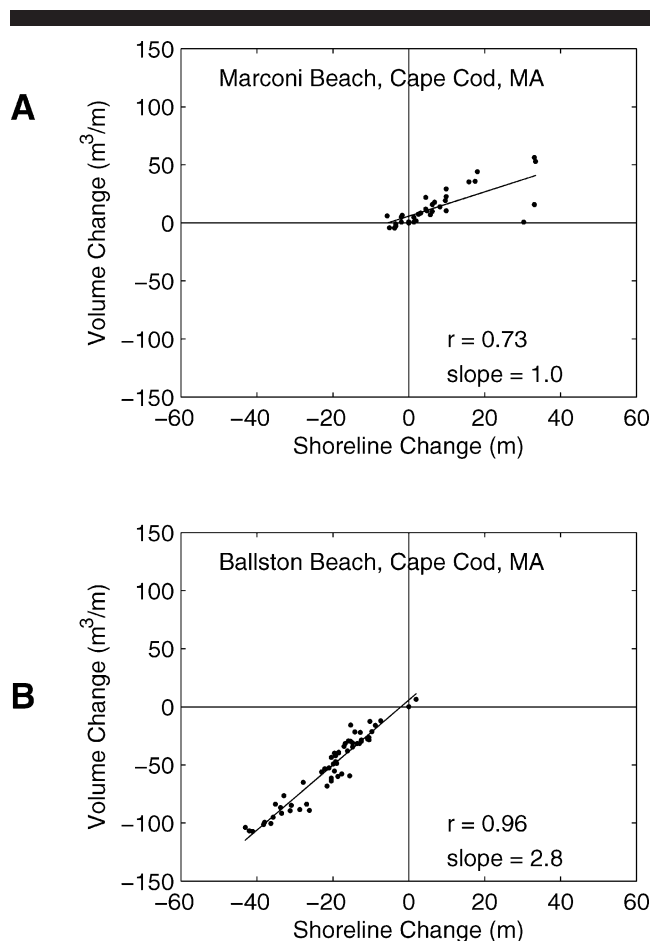 A
Marconi Beach, Cape Cod, MA
Volume Change (m³/m)
150
100
50
0
−50
−100
−150
r = 0.73
slope = 1.0
−60 −40 −20 0 20 40 60
Shoreline Change (m)
B
Ballston Beach, Cape Cod, MA
Volume Change (m³/m)
150
100
50
0
−50
−100
−150
r = 0.96
slope = 2.8
−60 −40 −20 0 20 40 60
Shoreline Change (m)